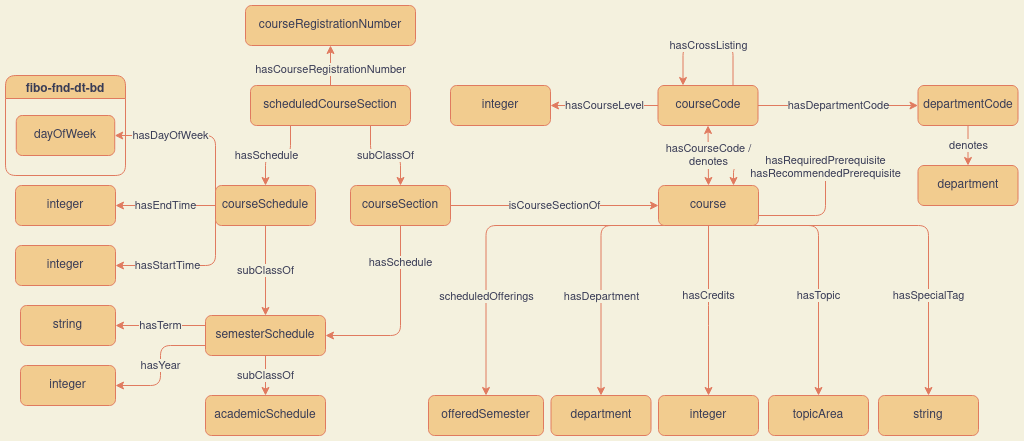 courseRegistrationNumber
hasCrossListing
hasCourseRegistrationNumber
fibo-fnd-dt-bd
scheduledCourseSection
integer
hasCourseLevel
courseCode
hasDepartmentCode
departmentCode
dayOfWeek
hasDayOfWeek
hasSchedule
subClassOf
hasCourseCode /
denotes
hasRequiredPrerequisite
hasRecommendedPrerequisite
denotes
department
integer
hasEndTime
courseSchedule
courseSection
isCourseSectionOf
course
integer
hasStartTime
subClassOf
hasSchedule
scheduledOfferings
hasDepartment
hasCredits
hasTopic
hasSpecialTag
string
hasTerm
semesterSchedule
integer
hasYear
subClassOf
academicSchedule
offeredSemester
department
integer
topicArea
string